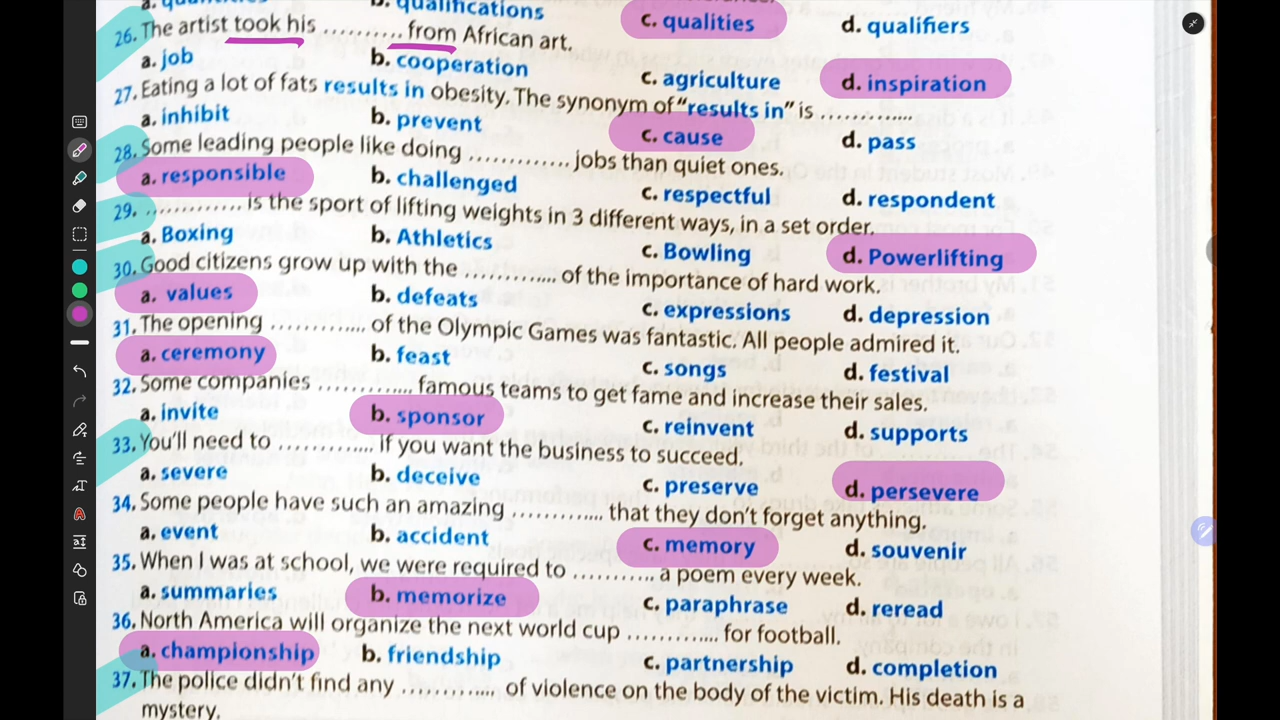 a. quantities b. qualifications c. qualities d. qualifiers
26. The artist took his ............ from African art.
a. job b. cooperation c. agriculture d. inspiration
27. Eating a lot of fats results in obesity. The synonym of "results in" is ............
a. inhibit b. prevent c. cause d. pass
28. Some leading people like doing ............ jobs than quiet ones.
a. responsible b. challenged c. respectful d. respondent
29. ............ is the sport of lifting weights in 3 different ways, in a set order.
a. Boxing b. Athletics c. Bowling d. Powerlifting
30. Good citizens grow up with the ............ of the importance of hard work.
a. values b. defeats c. expressions d. depression
31. The opening ............ of the Olympic Games was fantastic. All people admired it.
a. ceremony b. feast c. songs d. festival
32. Some companies ............ famous teams to get fame and increase their sales.
a. invite b. sponsor c. reinvent d. supports
33. You'll need to ............ if you want the business to succeed.
a. severe b. deceive c. preserve d. persevere
34. Some people have such an amazing ............ that they don't forget anything.
a. event b. accident c. memory d. souvenir
35. When I was at school, we were required to ............ a poem every week.
a. summaries b. memorize c. paraphrase d. reread
36. North America will organize the next world cup ............ for football.
a. championship b. friendship c. partnership d. completion
37. The police didn't find any ............ of violence on the body of the victim. His death is a
mystery.